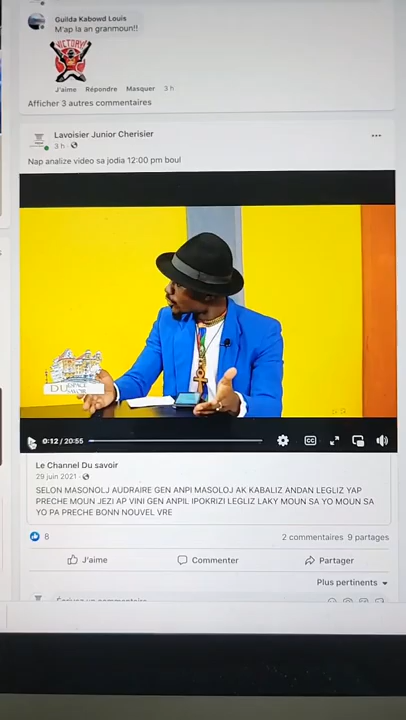 Guilda Kabowd Louis
M'ap la an granmoun!!
VICTORY!
J'aime Répondre Masquer 3 h
Afficher 3 autres commentaires
Lavoisier Junior Cherisier
3 h
Nap analize video sa jodia 12:00 pm boul
0:12 / 20:55
CC
Le Channel Du savoir
29 juin 2021
SELON MASONOLJ AUDRAIRE GEN ANPI MASOLOJ AK KABALIZ ANDAN LEGLIZ YAP
PRECHE MOUN JEZI AP VINI GEN ANPIL IPOKRIZI LEGLIZ LAKY MOUN SA YO MOUN SA
YO PA PRECHE BONN NOUVEL VRE
8
2 commentaires 9 partages
J'aime Commenter Partager
Plus pertinents